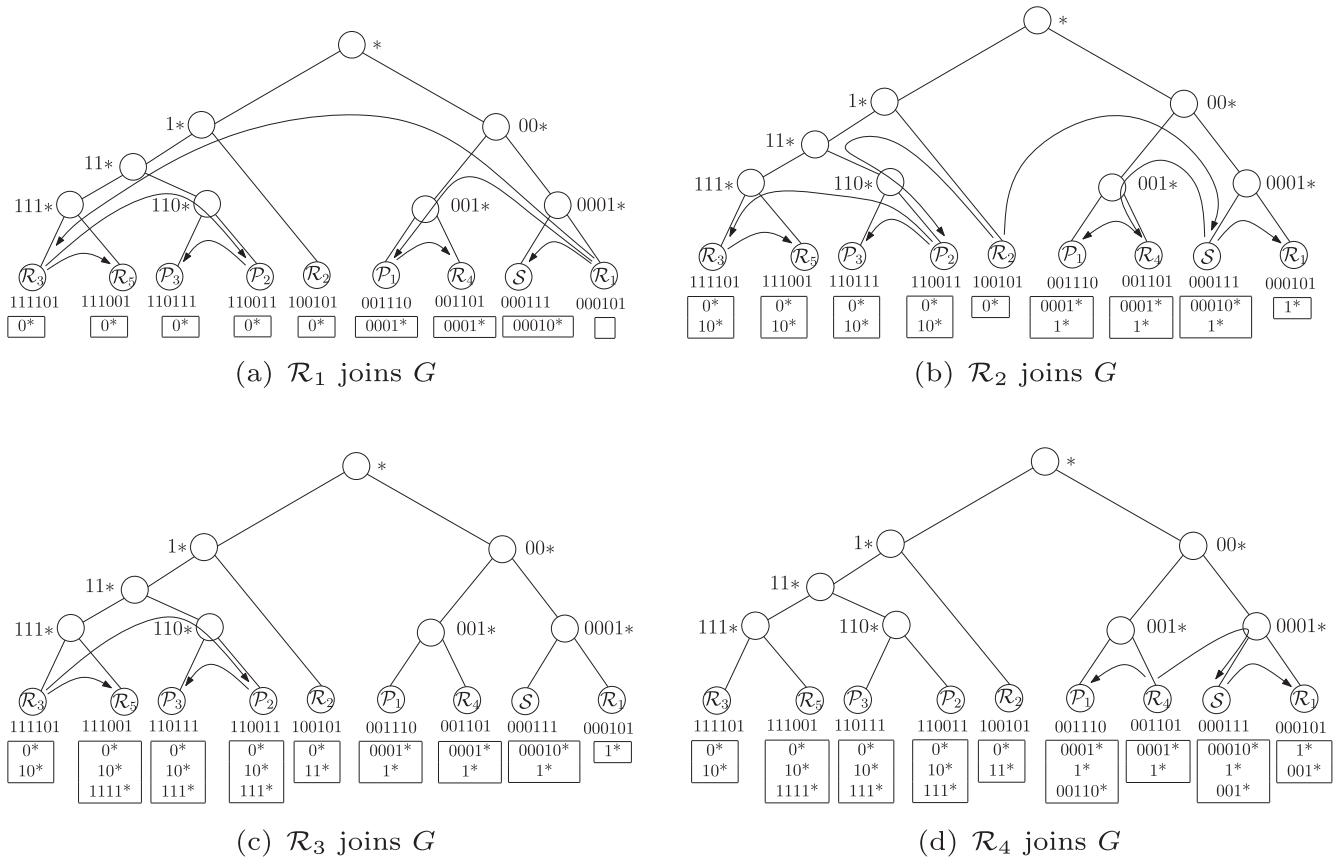 *
1*
00*
11*
111*
110*
001*
0001*
R₃ R₅ P₃ P₂ R₂ P₁ R₄ S R₁
111101 111001 110111 110011 100101 001110 001101 000111 000101
0* 0* 0* 0* 0* 0001* 0001* 00010*
(a) R₁ joins G
*
1*
00*
11*
111*
110*
001*
0001*
R₃ R₅ P₃ P₂ R₂ P₁ R₄ S R₁
111101 111001 110111 110011 100101 001110 001101 000111 000101
0* 0* 0* 0* 0* 0001* 0001* 00010* 1*
10* 10* 10* 10* 1* 1* 1*
(b) R₂ joins G
*
1*
00*
11*
111*
110*
001*
0001*
R₃ R₅ P₃ P₂ R₂ P₁ R₄ S R₁
111101 111001 110111 110011 100101 001110 001101 000111 000101
0* 0* 0* 0* 0* 0001* 0001* 00010* 1*
10* 10* 10* 10* 11* 1* 1* 1*
1111* 111* 111*
(c) R₃ joins G
*
1*
00*
11*
111*
110*
001*
0001*
R₃ R₅ P₃ P₂ R₂ P₁ R₄ S R₁
111101 111001 110111 110011 100101 001110 001101 000111 000101
0* 0* 0* 0* 0* 0001* 0001* 00010* 1*
10* 10* 10* 10* 11* 1* 1* 1* 001*
1111* 111* 111* 00110* 001*
(d) R₄ joins G